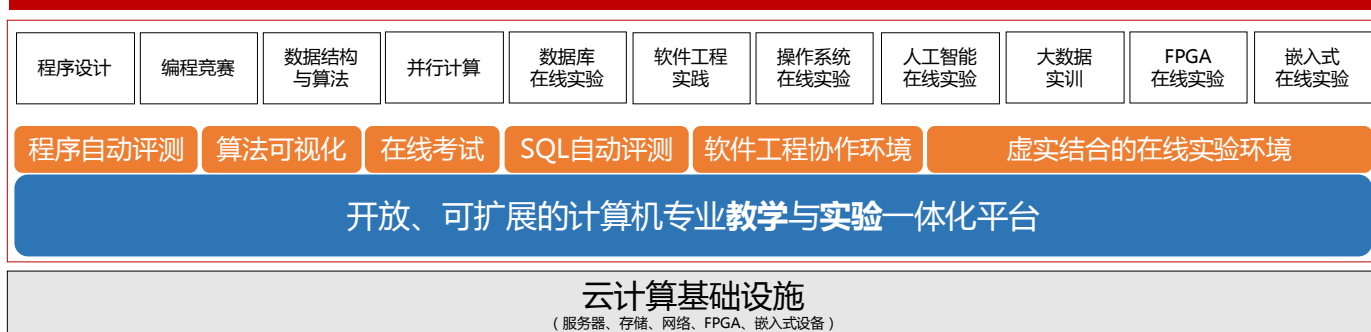 程序设计
编程竞赛
数据结构
与算法
并行计算
数据库
在线实验
软件工程
实践
操作系统
在线实验
人工智能
在线实验
大数据
实训
FPGA
在线实验
嵌入式
在线实验
程序自动评测
算法可视化
在线考试
SQL自动评测
软件工程协作环境
虚实结合的在线实验环境
开放、可扩展的计算机专业教学与实验一体化平台
云计算基础设施
（服务器、存储、网络、FPGA、嵌入式设备）